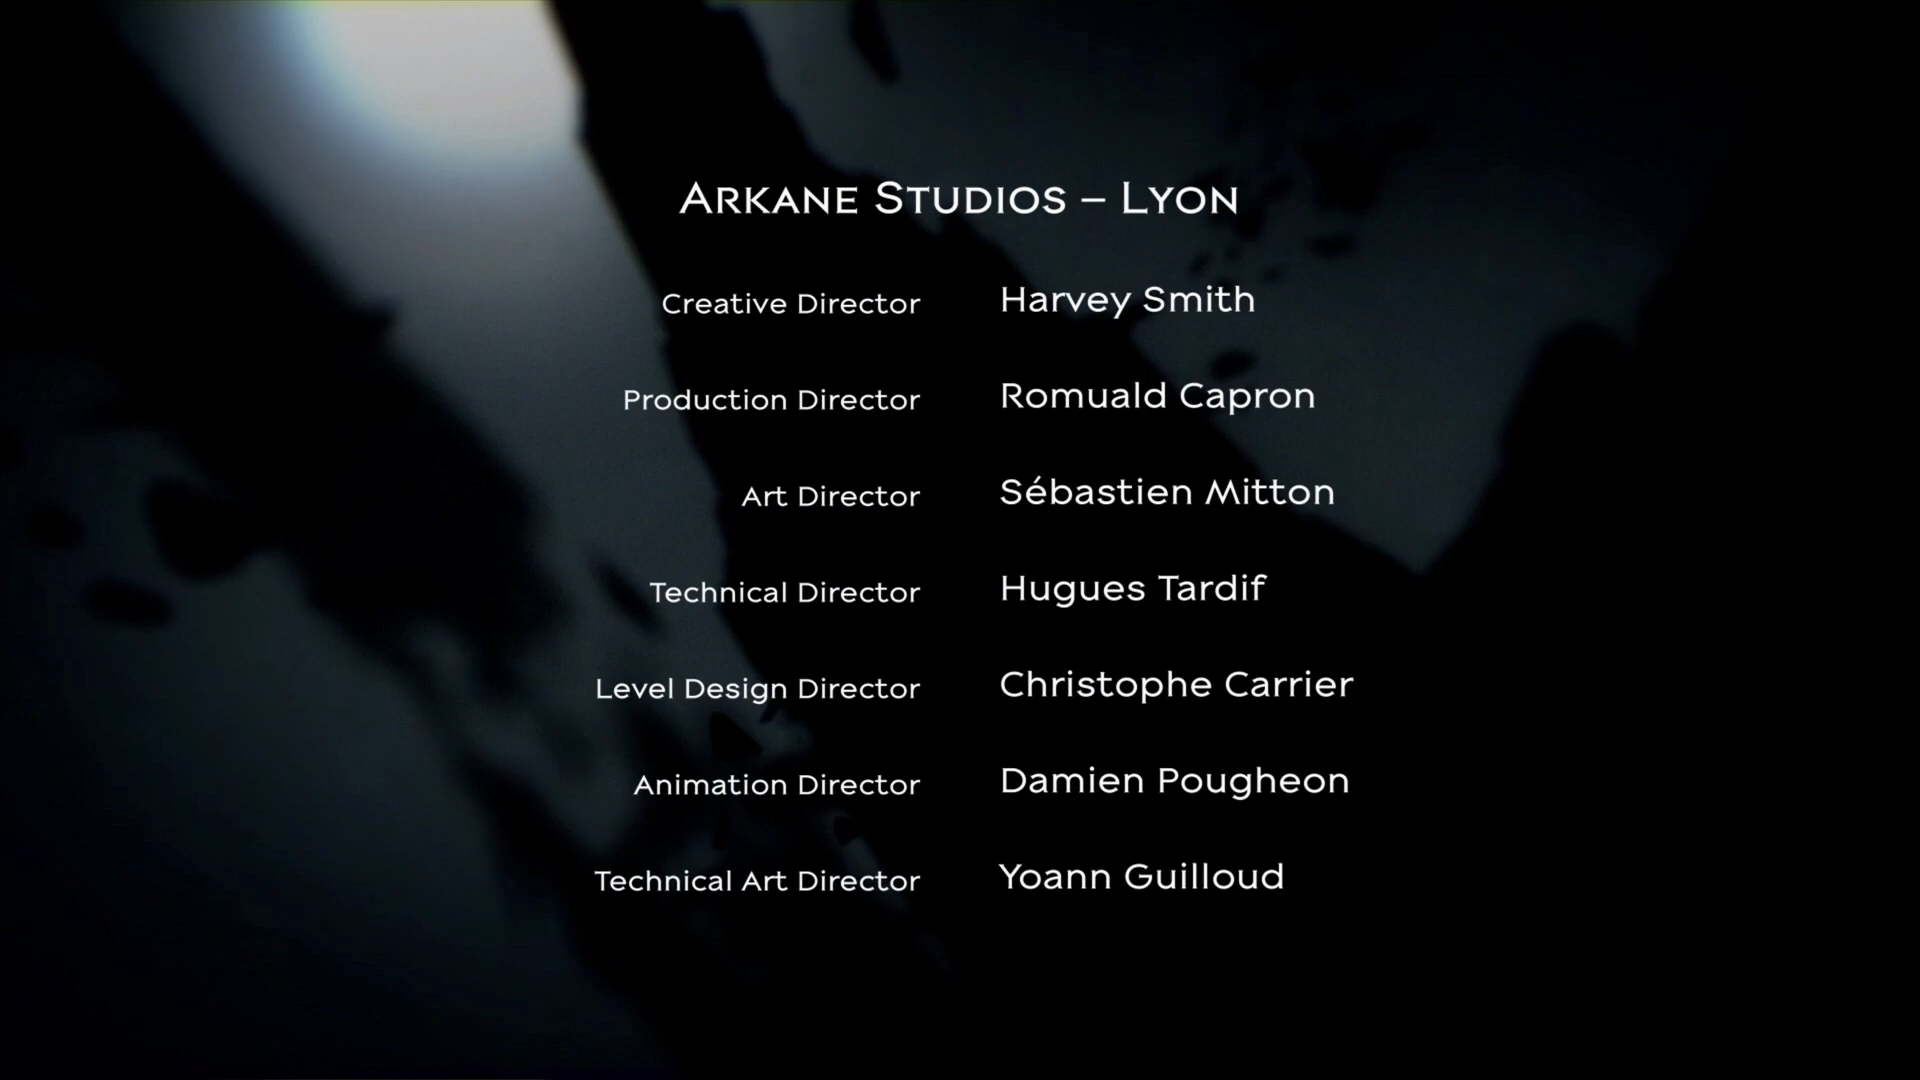 Arkane Studios – Lyon
Creative Director Harvey Smith
Production Director Romuald Capron
Art Director Sébastien Mitton
Technical Director Hugues Tardif
Level Design Director Christophe Carrier
Animation Director Damien Pougheon
Technical Art Director Yoann Guilloud